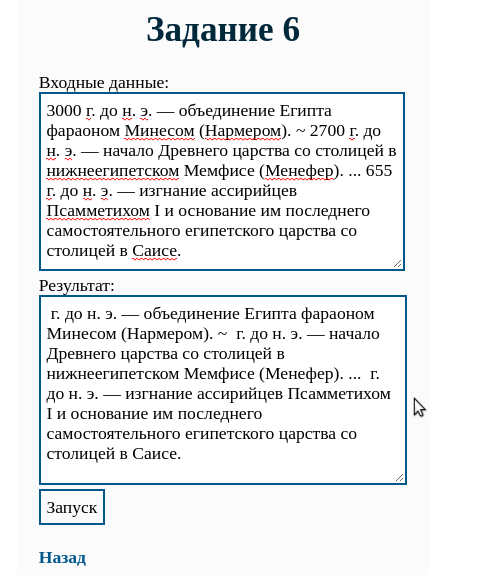 Задание 6
Входные данные:
3000 г. до н. э. — объединение Египта
фараоном Минесом (Нармером). ~ 2700 г. до
н. э. — начало Древнего царства со столицей в
нижнеегипетском Мемфисе (Менефер). ... 655
г. до н. э. — изгнание ассирийцев
Псамметихом I и основание им последнего
самостоятельного египетского царства со
столицей в Саисе.
Результат:
г. до н. э. — объединение Египта фараоном
Минесом (Нармером). ~  г. до н. э. — начало
Древнего царства со столицей в
нижнеегипетском Мемфисе (Менефер). ...  г.
до н. э. — изгнание ассирийцев Псамметихом
I и основание им последнего
самостоятельного египетского царства со
столицей в Саисе.
Запуск
Назад